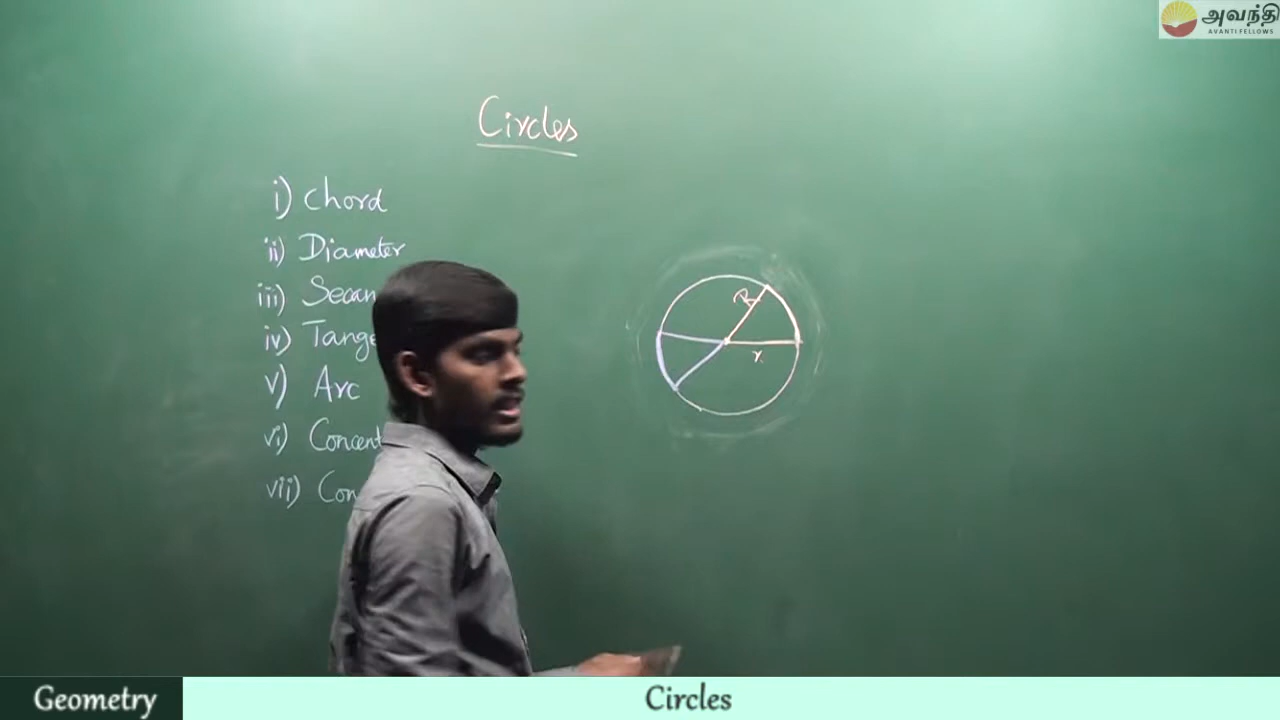 அவந்தி
AVANTI FELLOWS
Circles
i) Chord
ii) Diameter
iii) Secan
iv) Tange
v) Arc
vi) Concent
vii) Con
R
r
Geometry
Circles